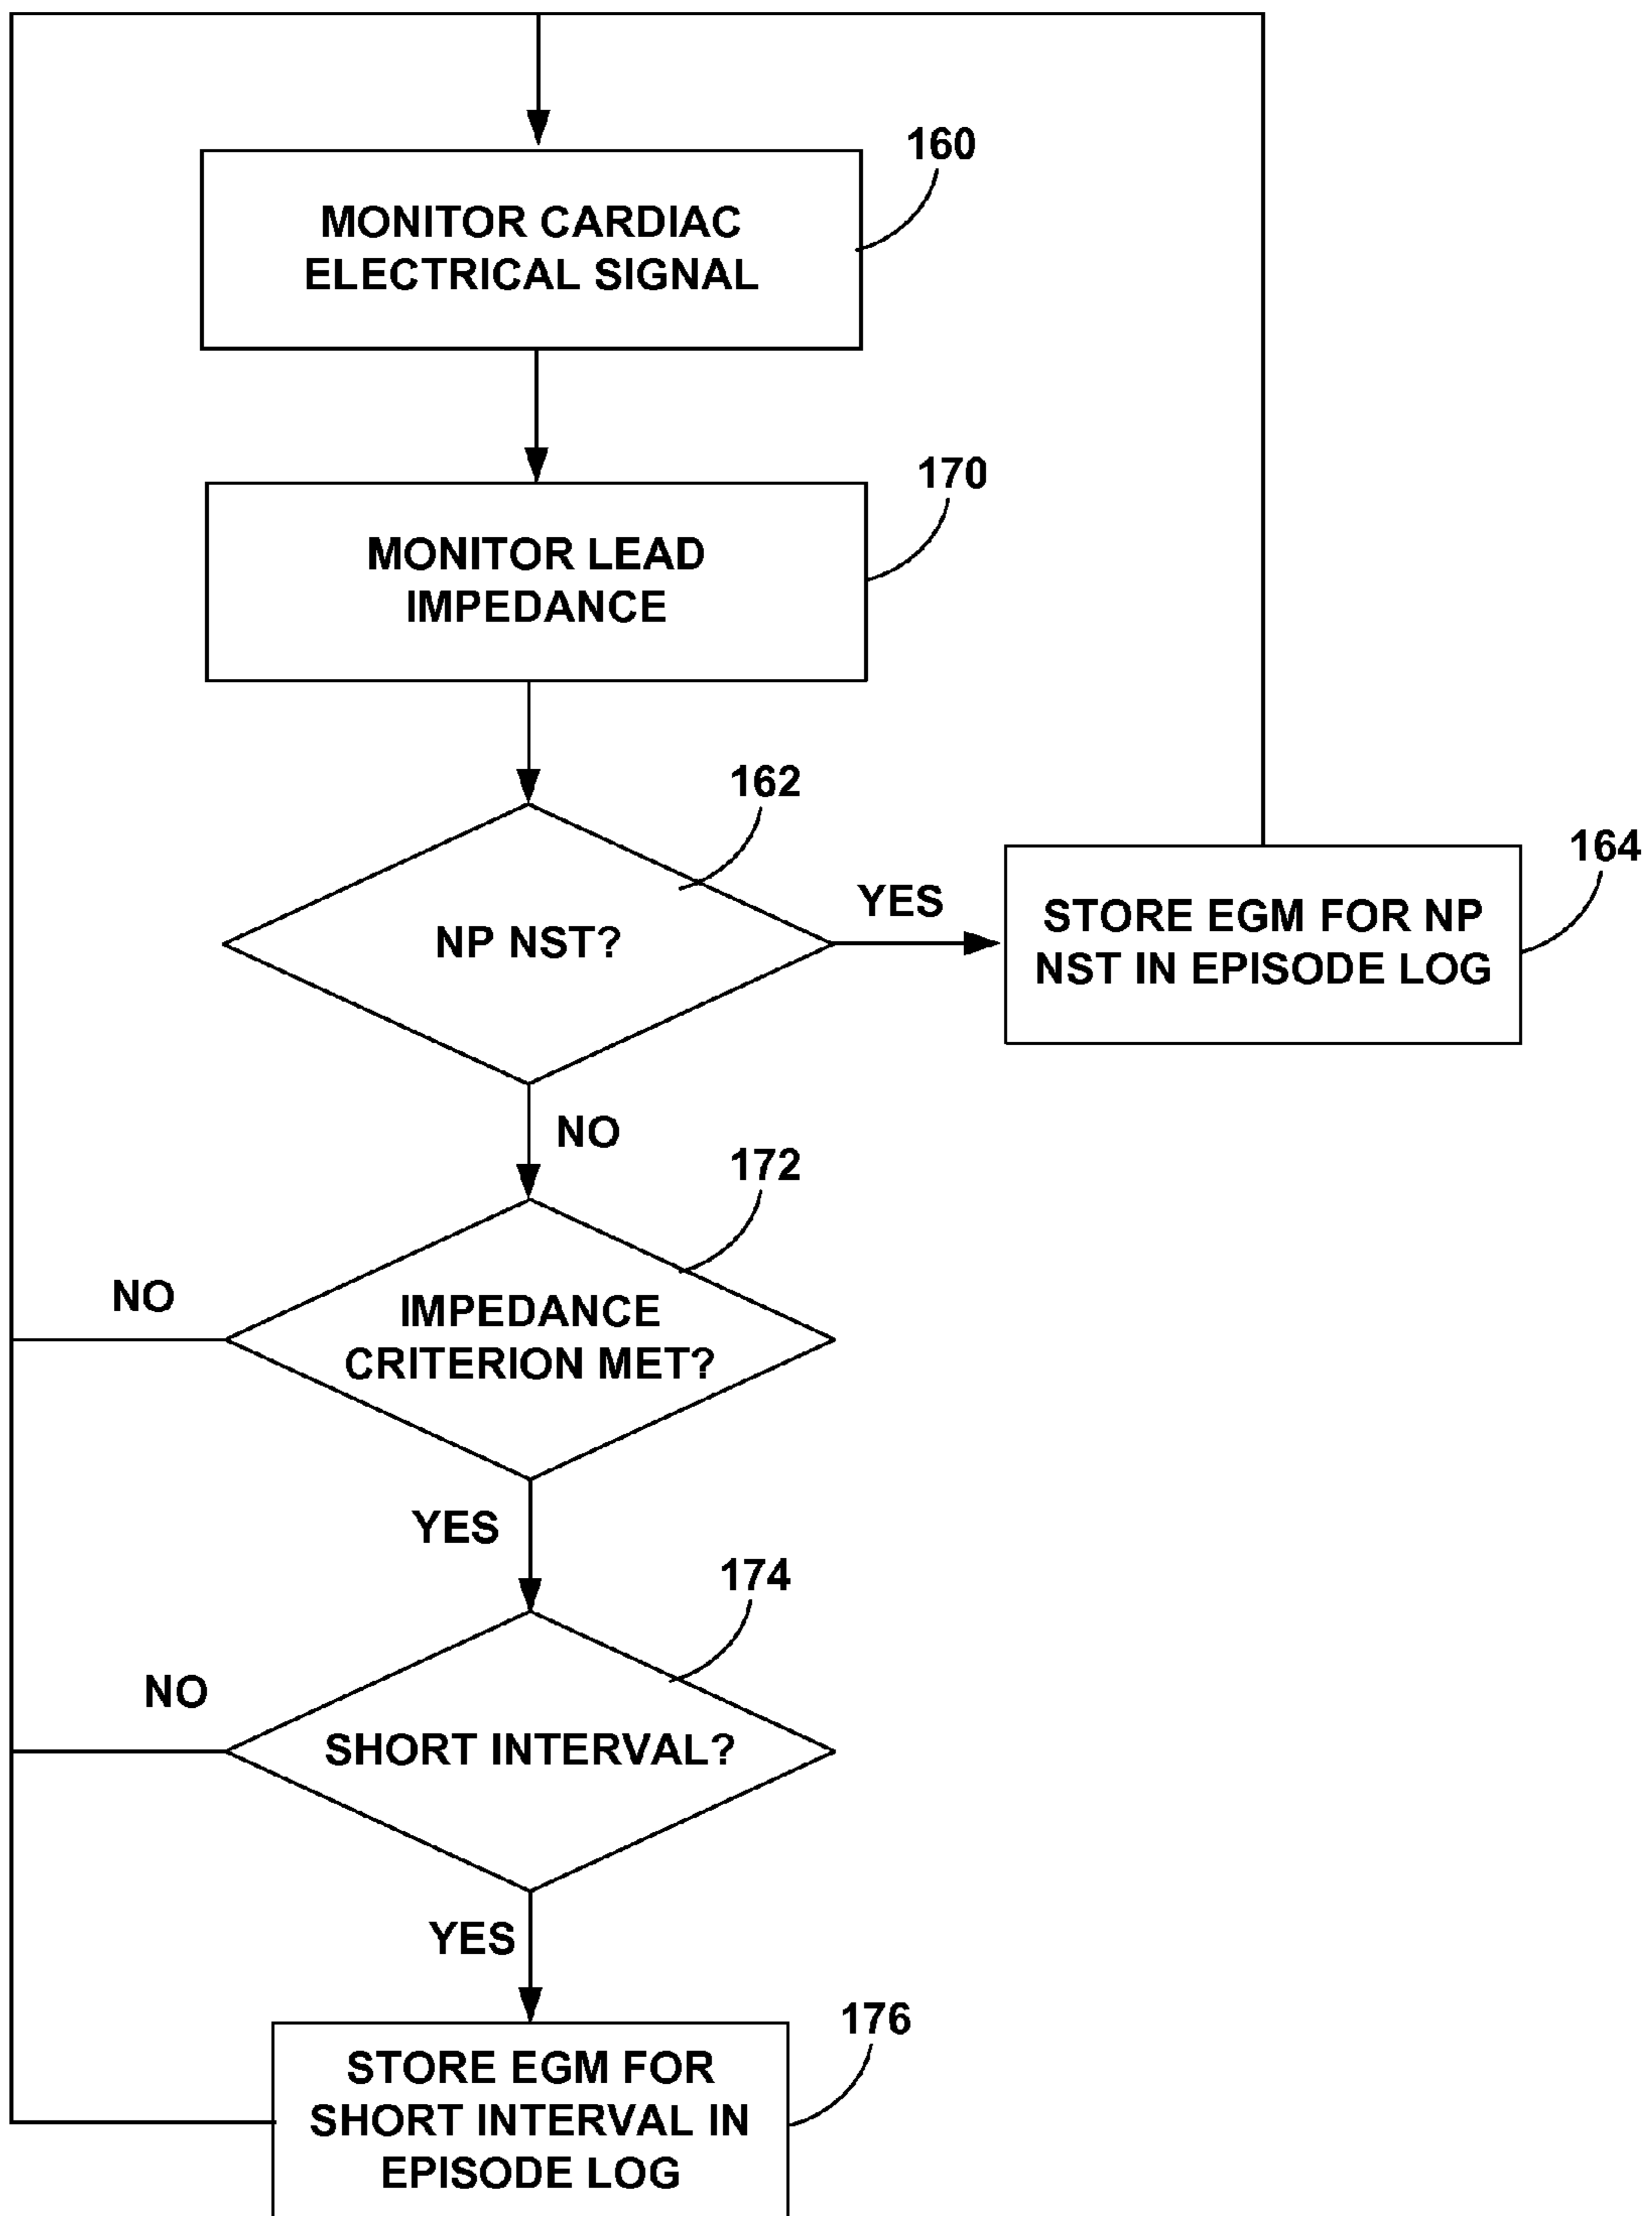 160
MONITOR CARDIAC
ELECTRICAL SIGNAL
170
MONITOR LEAD
IMPEDANCE
162
NP NST?
YES
164
STORE EGM FOR NP
NST IN EPISODE LOG
NO
172
IMPEDANCE
CRITERION MET?
NO
YES
174
SHORT INTERVAL?
NO
YES
176
STORE EGM FOR
SHORT INTERVAL IN
EPISODE LOG